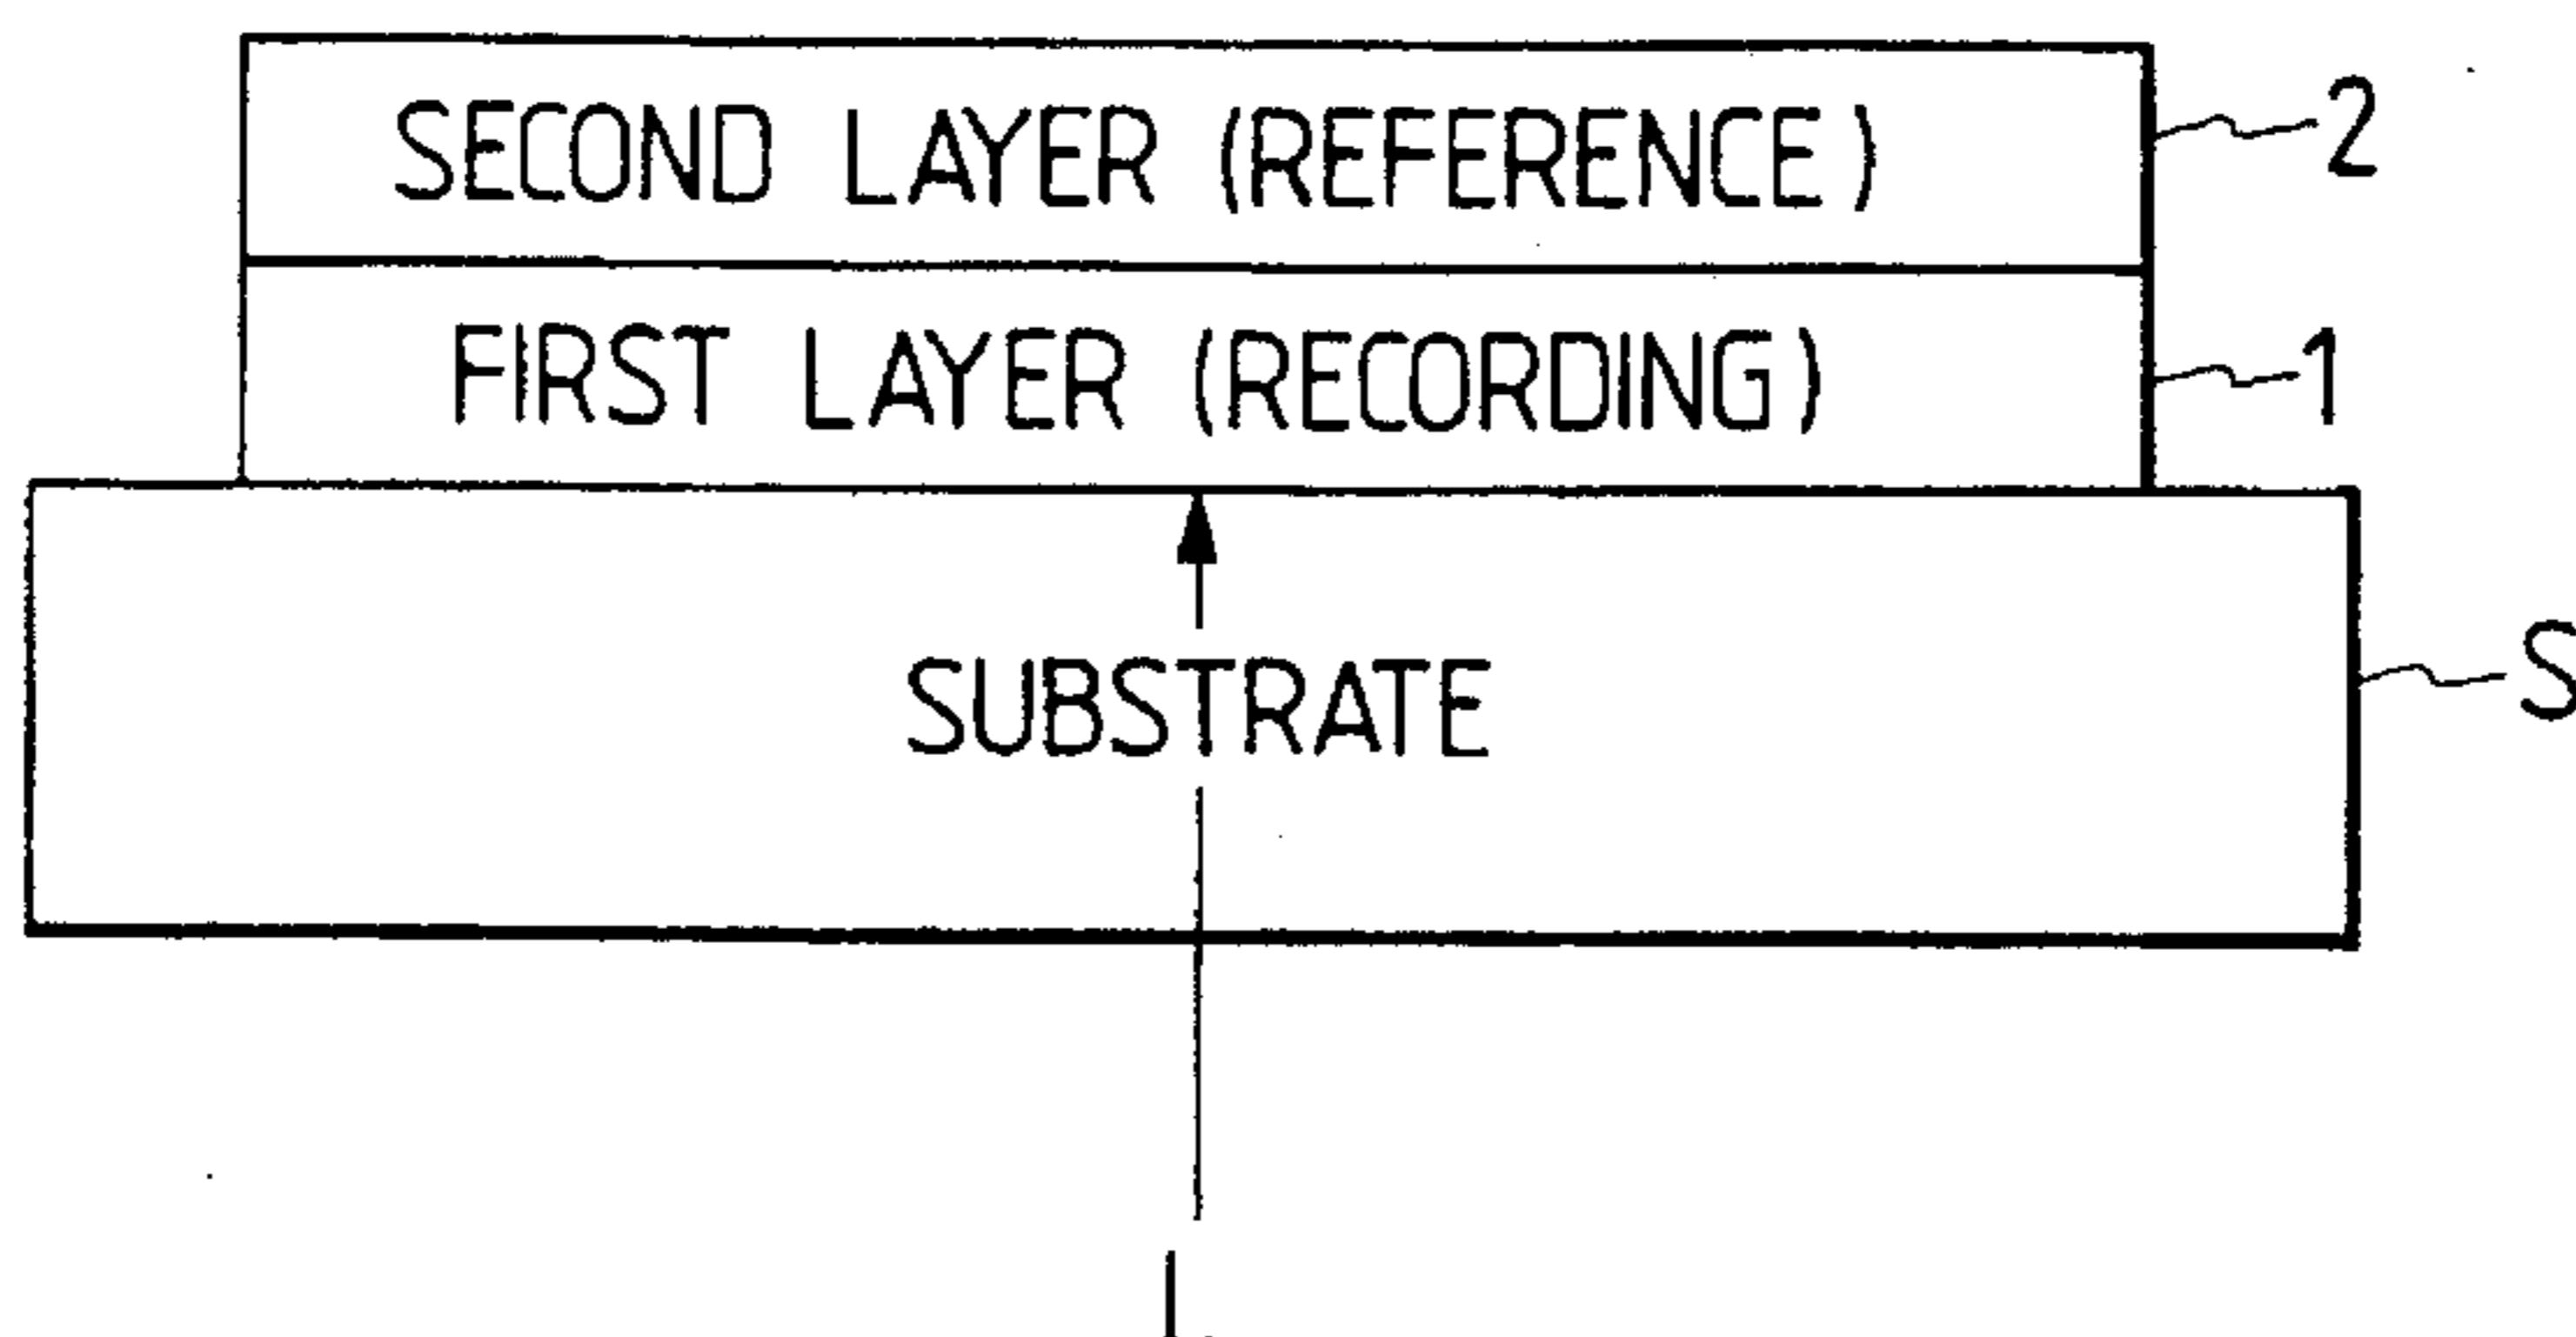 SECOND LAYER (REFERENCE) 2
FIRST LAYER (RECORDING) 1
SUBSTRATE S
L